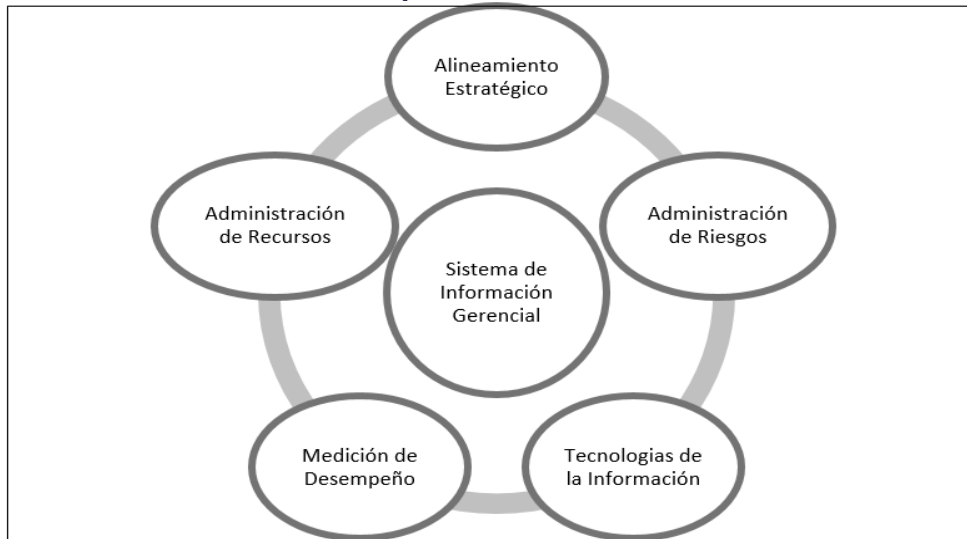 Alineamiento
Estratégico
Administración
de Recursos
Administración
de Riesgos
Sistema de
Información
Gerencial
Medición de
Desempeño
Tecnologias de
la Información